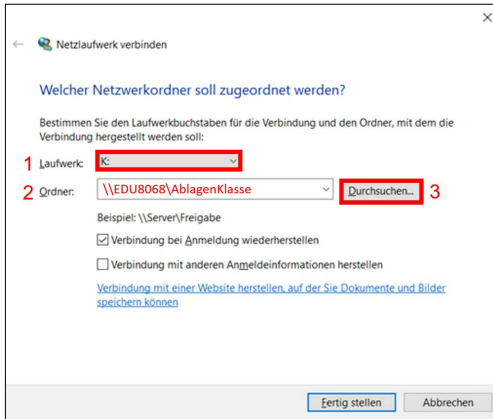 Netzlaufwerk verbinden
Welcher Netzwerkordner soll zugeordnet werden?
Bestimmen Sie den Laufwerkbuchstaben für die Verbindung und den Ordner, mit dem die
Verbindung hergestellt werden soll:
1 Laufwerk: K:
2 Ordner: \\EDU8068\AblagenKlasse Durchsuchen... 3
Beispiel: \\Server\Freigabe
Verbindung bei Anmeldung wiederherstellen
Verbindung mit anderen Anmeldeinformationen herstellen
Verbindung mit einer Website herstellen, auf der Sie Dokumente und Bilder
speichern können
Fertig stellen Abbrechen